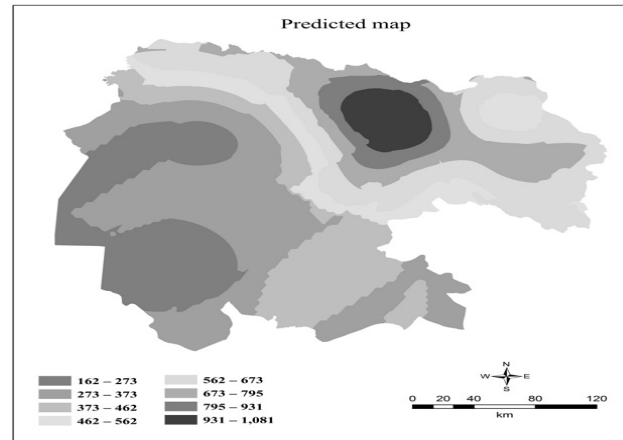 Predicted map
162 – 273
273 – 373
373 – 462
462 – 562
562 – 673
673 – 795
795 – 931
931 – 1,081
N
W E
S
0 20 40 80 120
km